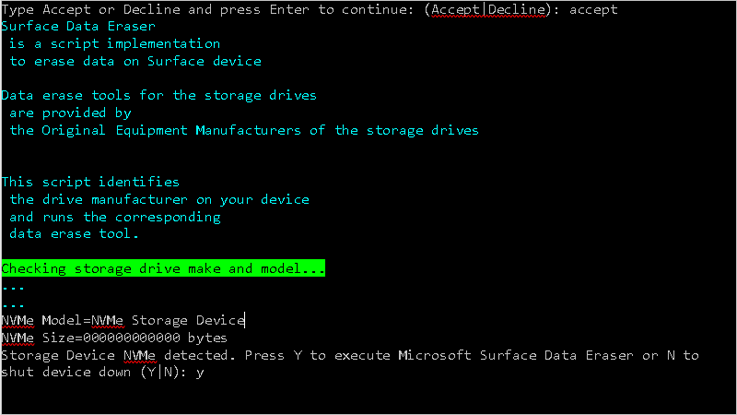 Type Accept or Decline and press Enter to continue: (Accept|Decline): accept
Surface Data Eraser
is a script implementation
to erase data on Surface device
Data erase tools for the storage drives
are provided by
the Original Equipment Manufacturers of the storage drives
This script identifies
the drive manufacturer on your device
and runs the corresponding
data erase tool.
Checking storage drive make and model...
...
...
NVMe Model=NVMe Storage Device
NVMe Size=000000000000 bytes
Storage Device NVMe detected. Press Y to execute Microsoft Surface Data Eraser or N to
shut device down (Y|N): y